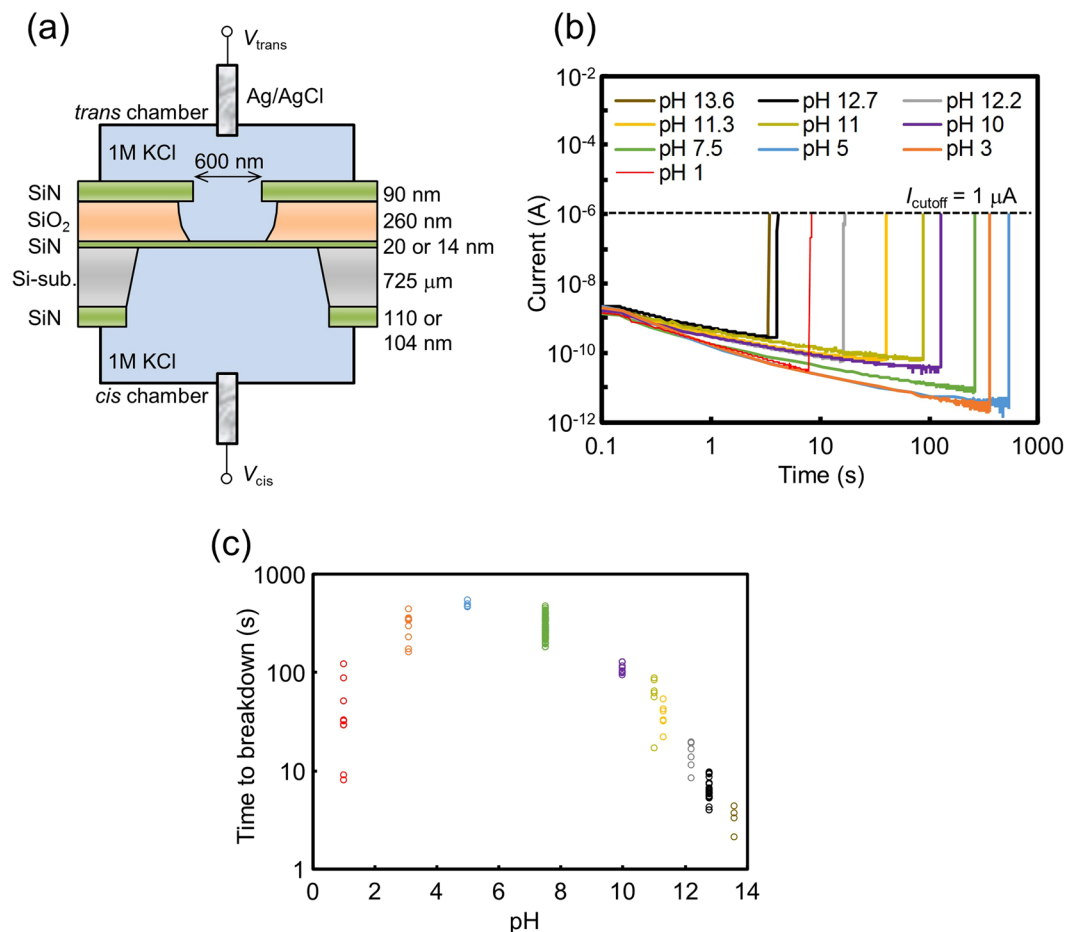 (a)
V_trans
Ag/AgCl
trans chamber
1M KCl
600 nm
SiN
90 nm
SiO₂
260 nm
SiN
20 or 14 nm
Si-sub.
725 μm
SiN
110 or
104 nm
1M KCl
cis chamber
V_cis
(b)
10⁻²
10⁻⁴
10⁻⁶
10⁻⁸
10⁻¹⁰
10⁻¹²
Current (A)
pH 13.6 pH 12.7 pH 12.2
pH 11.3 pH 11 pH 10
pH 7.5 pH 5 pH 3
pH 1
I_cutoff = 1 μA
0.1 1 10 100 1000
Time (s)
(c)
1000
100
10
1
Time to breakdown (s)
0 2 4 6 8 10 12 14
pH